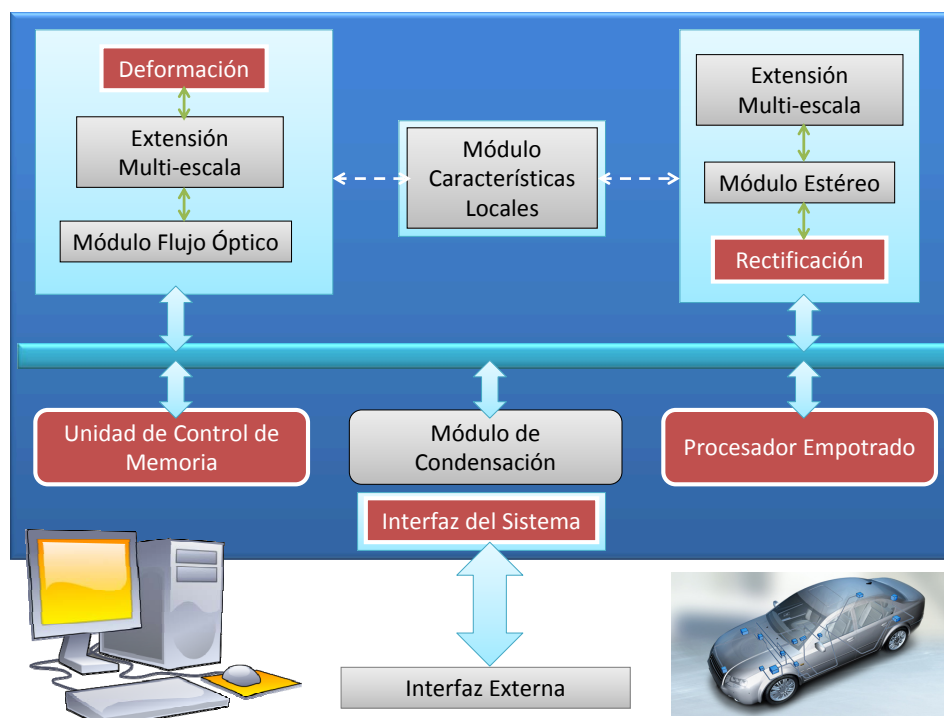 Deformación
Extensión
Multi-escala
Módulo Flujo Óptico
Módulo
Características
Locales
Extensión
Multi-escala
Módulo Estéreo
Rectificación
Unidad de Control de
Memoria
Módulo de
Condensación
Procesador Empotrado
Interfaz del Sistema
Interfaz Externa